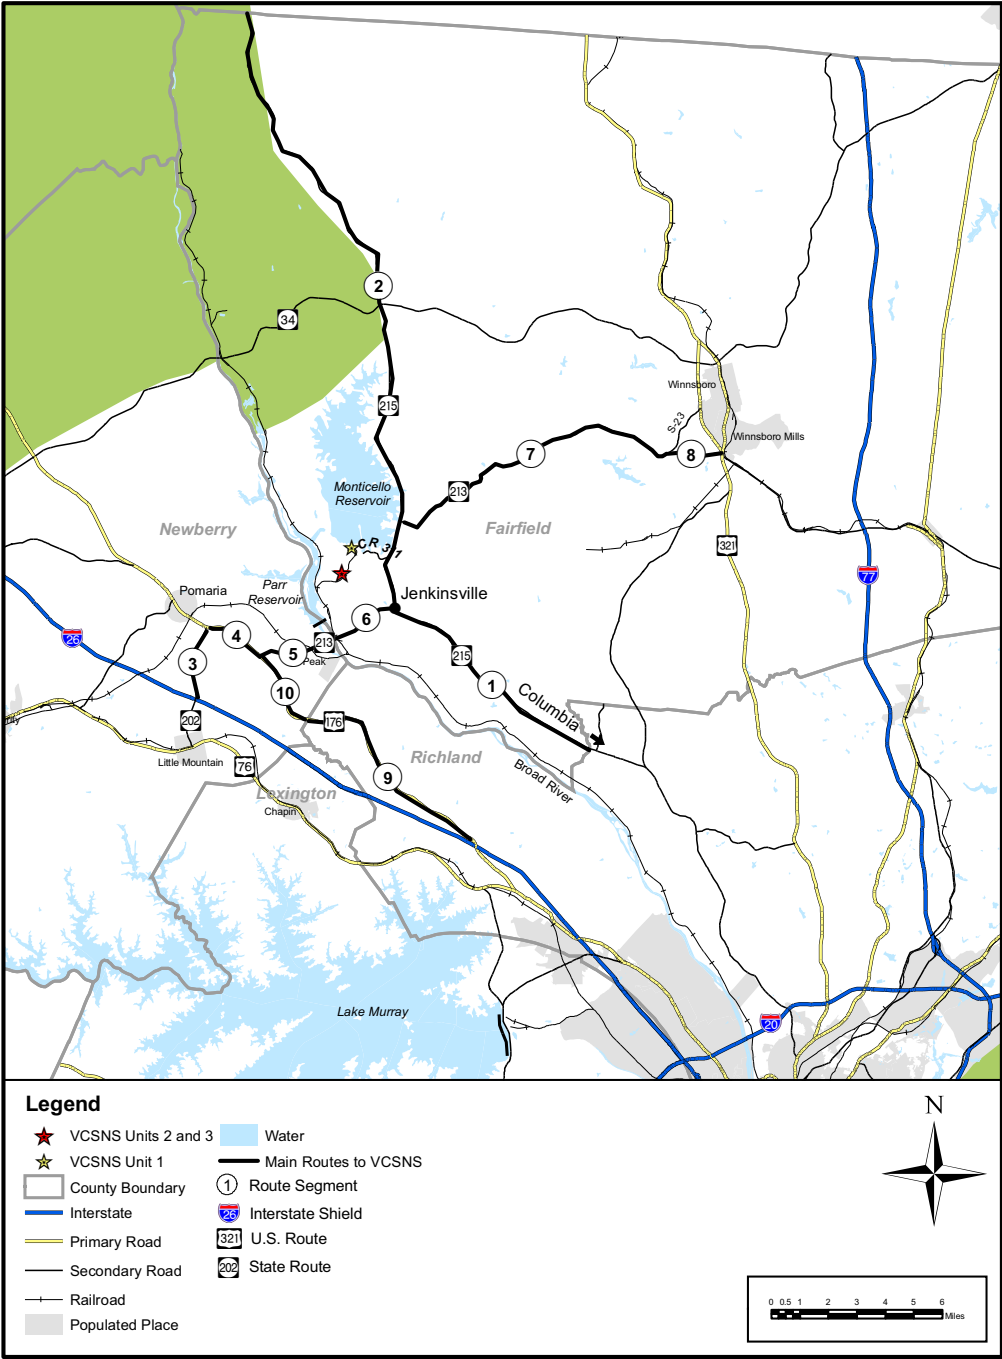 2
34
215
Winnsboro
S-23
Winnsboro Mills
7
8
213
Monticello
Reservoir
Newberry
Fairfield
321
CR 311
77
Parr
Reservoir
Pomaria
Jenkinsville
26
6
4
213
5
Peak
215
3
10
1
Columbia
202
176
Richland
Little Mountain
76
9
Broad River
Lexington
Chapin
Lake Murray
20
Legend
N
VCSNS Units 2 and 3
Water
VCSNS Unit 1
Main Routes to VCSNS
County Boundary
1
Route Segment
Interstate
26
Interstate Shield
Primary Road
321
U.S. Route
Secondary Road
202
State Route
Railroad
Populated Place
0 0.5 1 2 3 4 5 6
Miles